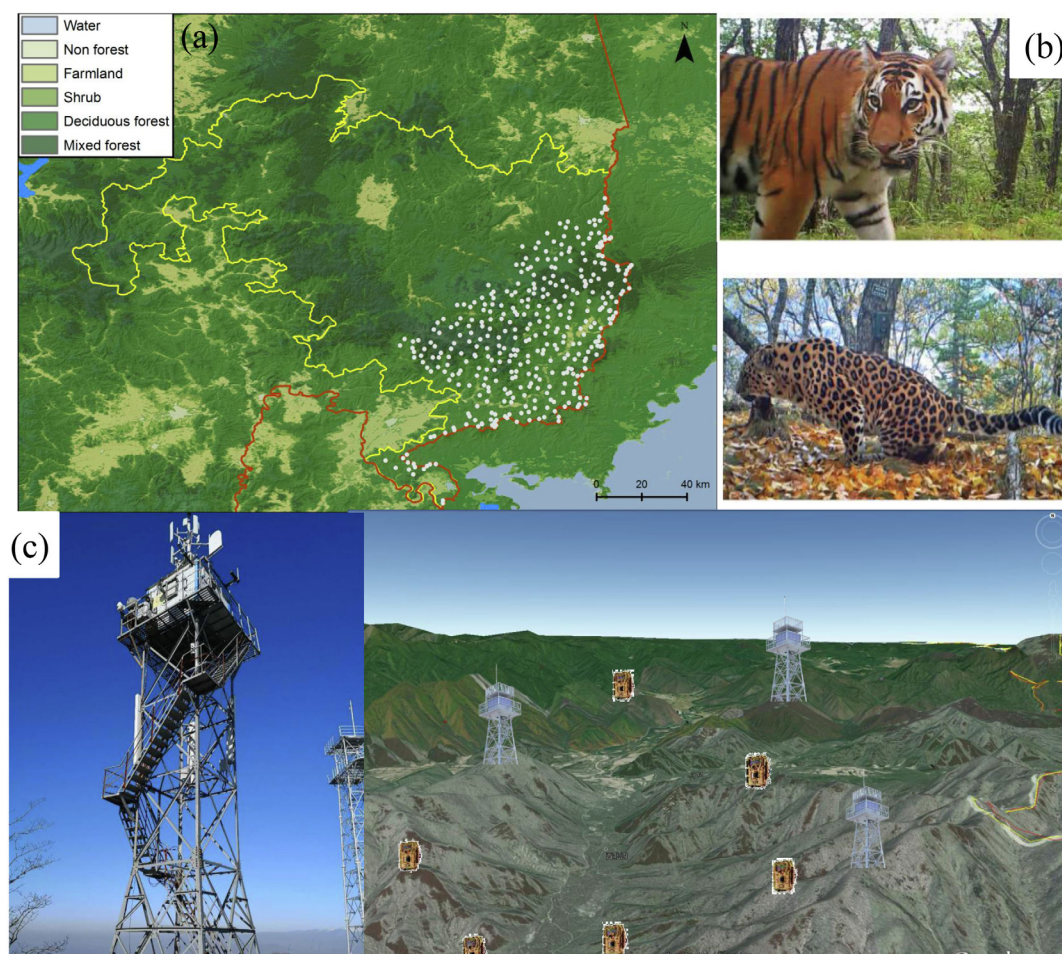 Water
Non forest
Farmland
Shrub
Deciduous forest
Mixed forest
(a)
N
0 20 40 km
(b)
(c)